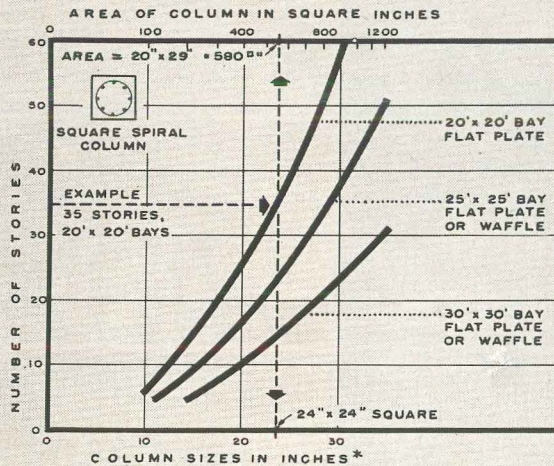 AREA OF COLUMN IN SQUARE INCHES
0 100 400 800 1200
60
50
40
30
20
10
0
NUMBER OF STORIES
AREA = 20"x 29" = 580 □"
SQUARE SPIRAL
COLUMN
EXAMPLE
35 STORIES,
20'x 20' BAYS
20'x 20' BAY
FLAT PLATE
25'x 25' BAY
FLAT PLATE
OR WAFFLE
30'x 30' BAY
FLAT PLATE
OR WAFFLE
24"x 24" SQUARE
0 10 20 30
COLUMN SIZES IN INCHES*